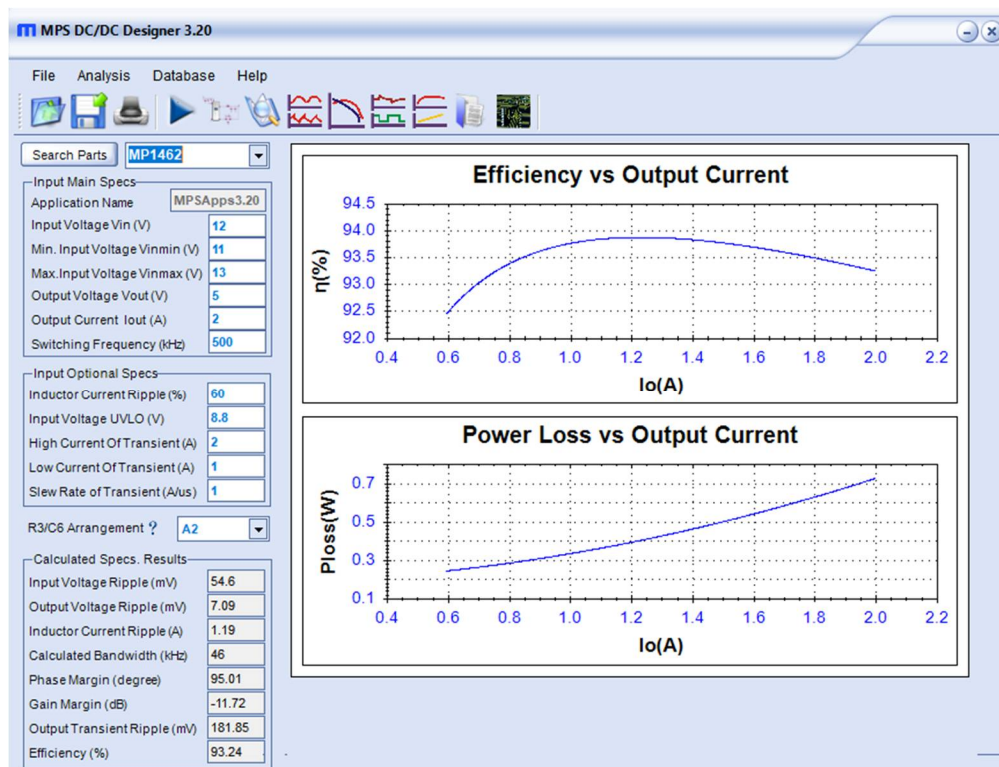 MPS DC/DC Designer 3.20
File Analysis Database Help
Search Parts MP1462
Input Main Specs
Application Name MPSApps3.20
Input Voltage Vin (V) 12
Min. Input Voltage Vinmin (V) 11
Max.Input Voltage Vinmax (V) 13
Output Voltage Vout (V) 5
Output Current Iout (A) 2
Switching Frequency (kHz) 500
Input Optional Specs
Inductor Current Ripple (%) 60
Input Voltage UVLO (V) 8.8
High Current Of Transient (A) 2
Low Current Of Transient (A) 1
Slew Rate of Transient (A/us) 1
R3/C6 Arrangement ? A2
Calculated Specs. Results
Input Voltage Ripple (mV) 54.6
Output Voltage Ripple (mV) 7.09
Inductor Current Ripple (A) 1.19
Calculated Bandwidth (kHz) 46
Phase Margin (degree) 95.01
Gain Margin (dB) -11.72
Output Transient Ripple (mV) 181.85
Efficiency (%) 93.24
Efficiency vs Output Current
η(%)
94.5
94.0
93.5
93.0
92.5
92.0
0.4 0.6 0.8 1.0 1.2 1.4 1.6 1.8 2.0 2.2
Io(A)
Power Loss vs Output Current
Ploss(W)
0.7
0.5
0.3
0.1
0.4 0.6 0.8 1.0 1.2 1.4 1.6 1.8 2.0 2.2
Io(A)